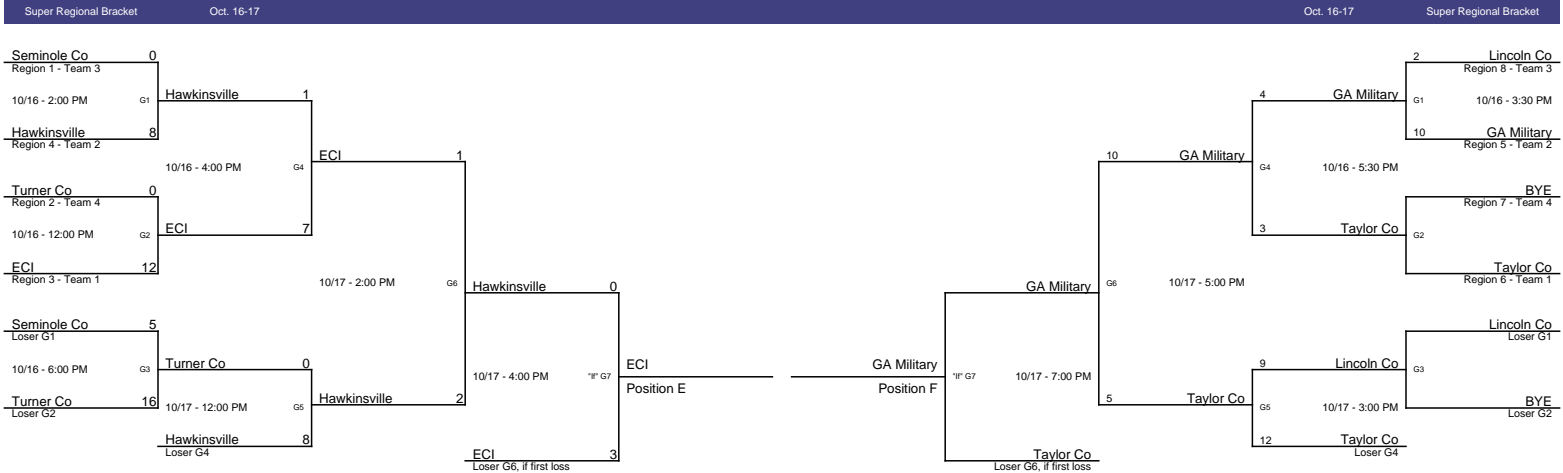 Super Regional Bracket Oct. 16-17 Oct. 16-17 Super Regional Bracket
Seminole Co 0
Region 1 - Team 3
10/16 - 2:00 PM G1
Hawkinsville 1
Hawkinsville 8
Region 4 - Team 2
10/16 - 4:00 PM G4
ECI 1
Turner Co 0
Region 2 - Team 4
10/16 - 12:00 PM G2
ECI 7
ECI 12
Region 3 - Team 1
10/17 - 2:00 PM G6
Hawkinsville 0
Seminole Co 5
Loser G1
10/16 - 6:00 PM G3
Turner Co 0
Turner Co 16
Loser G2
10/17 - 12:00 PM G5
Hawkinsville 2
Hawkinsville 8
Loser G4
10/17 - 4:00 PM "If" G7
ECI
Position E
ECI 3
Loser G6, if first loss
2 Lincoln Co
Region 8 - Team 3
4 GA Military
G1 10/16 - 3:30 PM
10 GA Military
Region 5 - Team 2
10 GA Military
G4 10/16 - 5:30 PM
BYE
Region 7 - Team 4
3 Taylor Co
G2
Taylor Co
Region 6 - Team 1
GA Military
G6 10/17 - 5:00 PM
Lincoln Co
Loser G1
9 Lincoln Co
G3
BYE
Loser G2
5 Taylor Co
G5 10/17 - 3:00 PM
12 Taylor Co
Loser G4
GA Military
Position F
"If" G7 10/17 - 7:00 PM
Taylor Co
Loser G6, if first loss